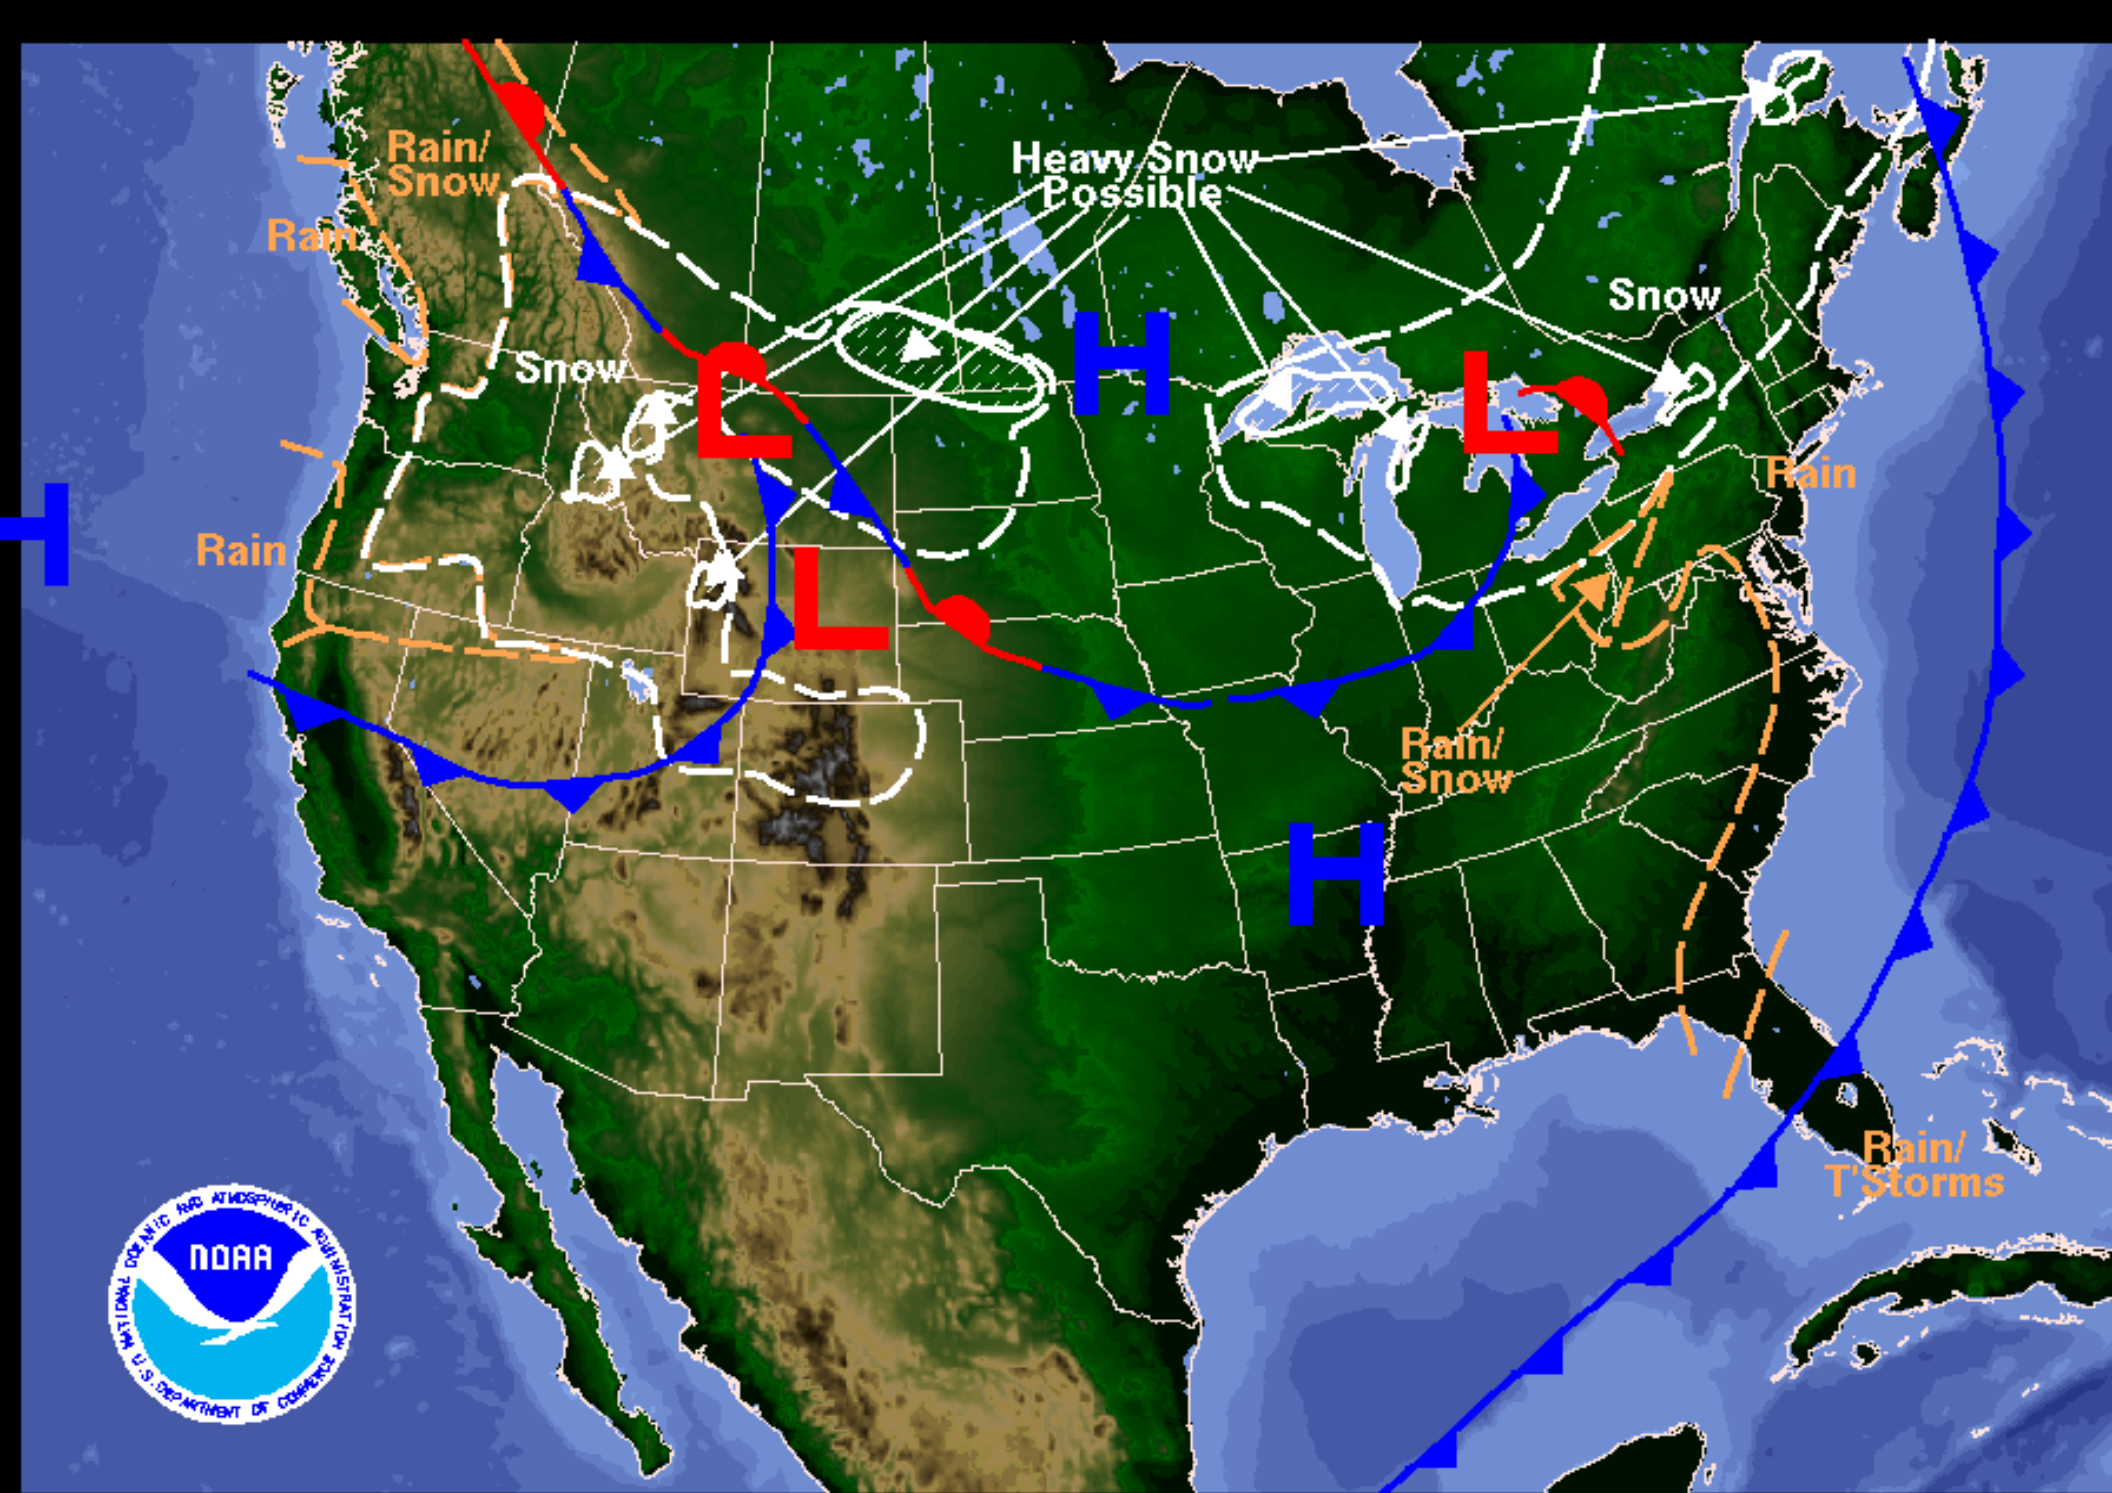 Rain/
Snow
Heavy Snow
Possible
Rain
Snow
Snow
H
L
L
Rain
H
Rain
L
Rain/
Snow
H
Rain/
T'Storms
NOAA
NATIONAL OCEANIC AND ATMOSPHERIC ADMINISTRATION
U.S. DEPARTMENT OF COMMERCE